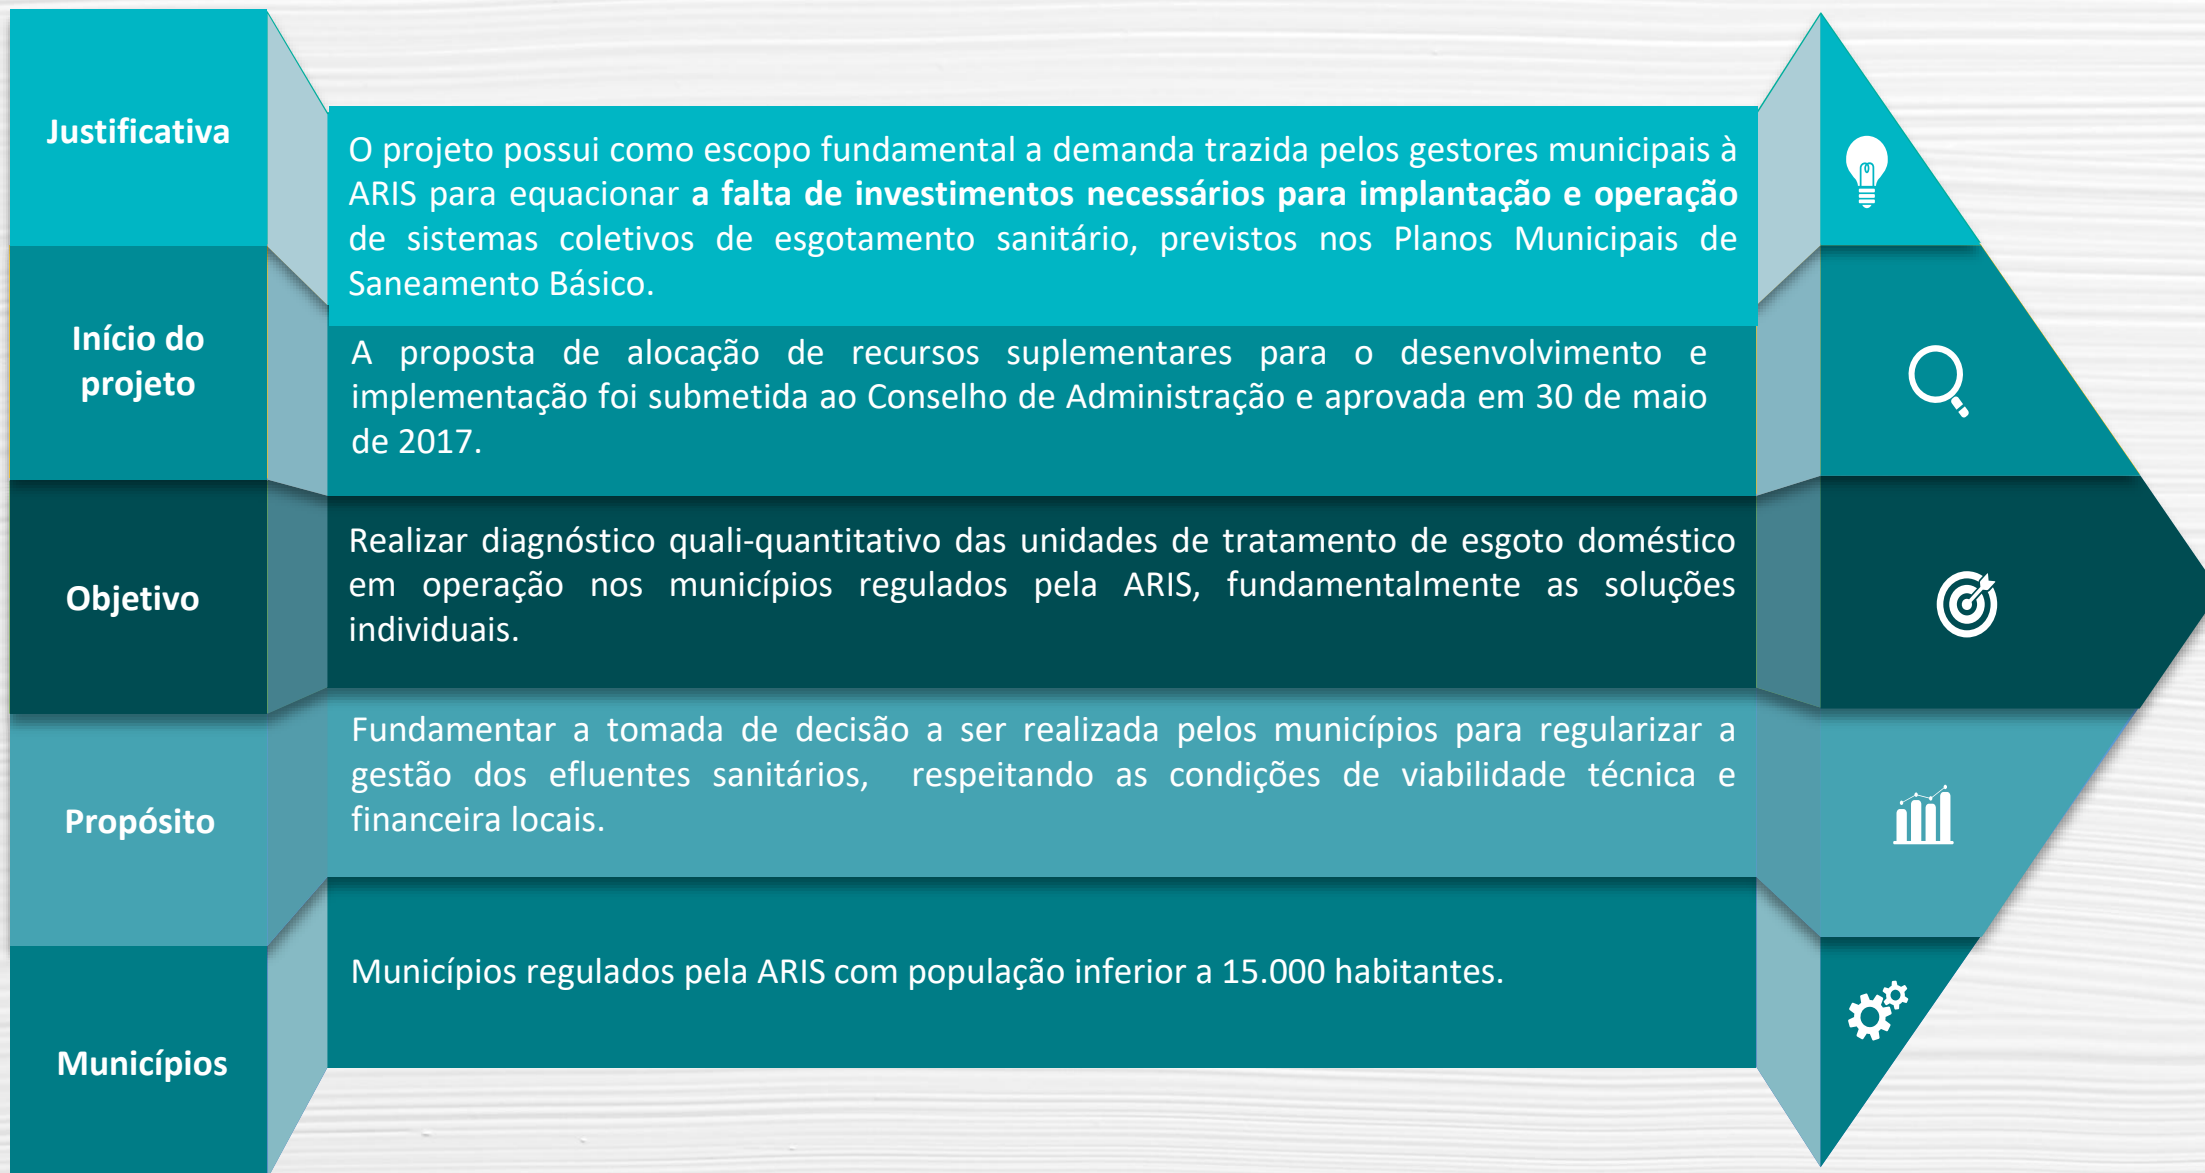 Justificativa
O projeto possui como escopo fundamental a demanda trazida pelos gestores municipais à
ARIS para equacionar a falta de investimentos necessários para implantação e operação
de sistemas coletivos de esgotamento sanitário, previstos nos Planos Municipais de
Saneamento Básico.
Início do
projeto
A proposta de alocação de recursos suplementares para o desenvolvimento e
implementação foi submetida ao Conselho de Administração e aprovada em 30 de maio
de 2017.
Objetivo
Realizar diagnóstico quali-quantitativo das unidades de tratamento de esgoto doméstico
em operação nos municípios regulados pela ARIS, fundamentalmente as soluções
individuais.
Propósito
Fundamentar a tomada de decisão a ser realizada pelos municípios para regularizar a
gestão dos efluentes sanitários, respeitando as condições de viabilidade técnica e
financeira locais.
Municípios
Municípios regulados pela ARIS com população inferior a 15.000 habitantes.